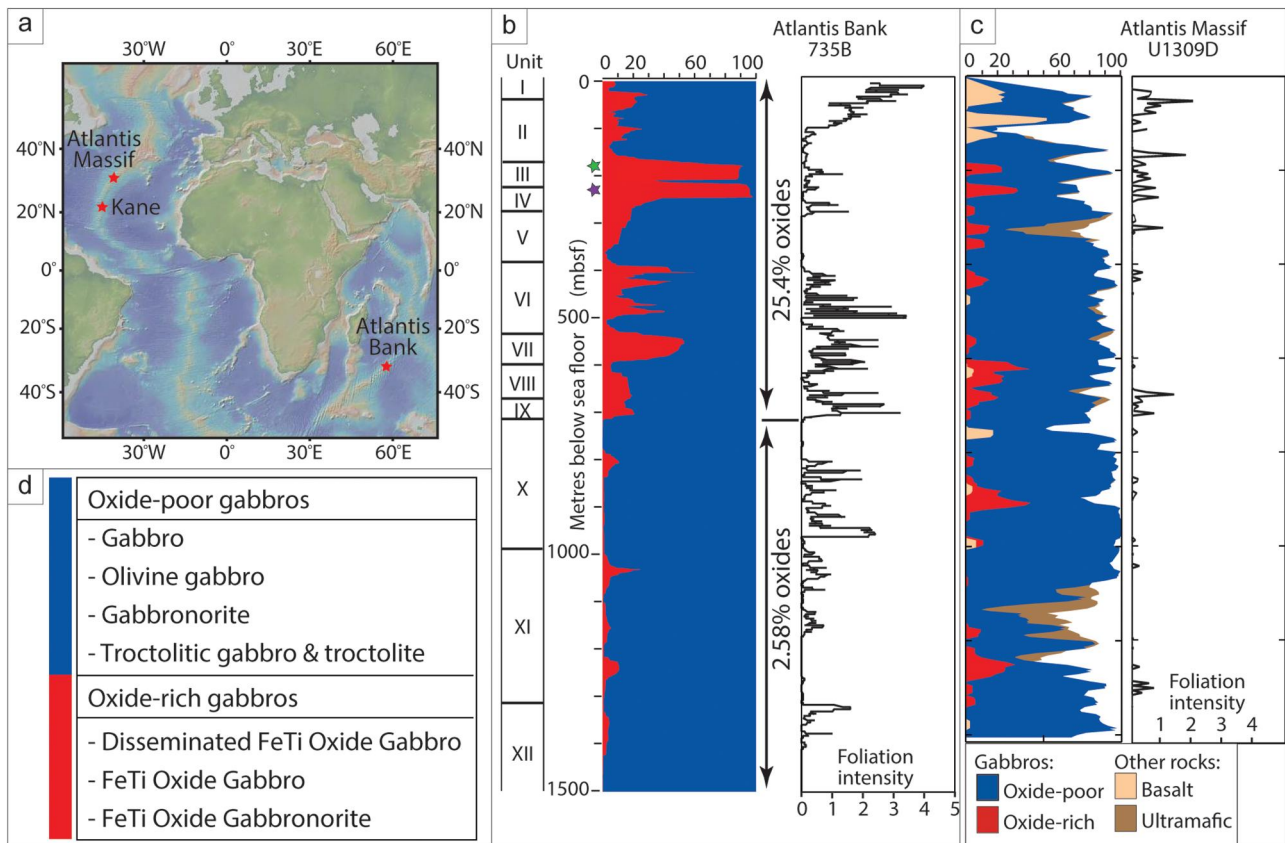 a
30°W 0° 30°E 60°E
Atlantis
Massif
Kane
Atlantis
Bank
40°N
20°N
0°
20°S
40°S
40°N
20°N
0°
20°S
40°S
30°W 0° 30°E 60°E
b
Atlantis Bank
735B
Unit
0 20 60 100
I
II
III
IV
V
VI
VII
VIII
IX
X
XI
XII
0
500
1000
1500
Metres below sea floor (mbsf)
25.4% oxides
2.58% oxides
Foliation
intensity
0 1 2 3 4 5
c
Atlantis Massif
U1309D
0 20 60 100
Foliation
intensity
1 2 3 4
Gabbros:
Oxide-poor
Oxide-rich
Other rocks:
Basalt
Ultramafic
d
Oxide-poor gabbros
- Gabbro
- Olivine gabbro
- Gabbronorite
- Troctolitic gabbro & troctolite
Oxide-rich gabbros
- Disseminated FeTi Oxide Gabbro
- FeTi Oxide Gabbro
- FeTi Oxide Gabbronorite